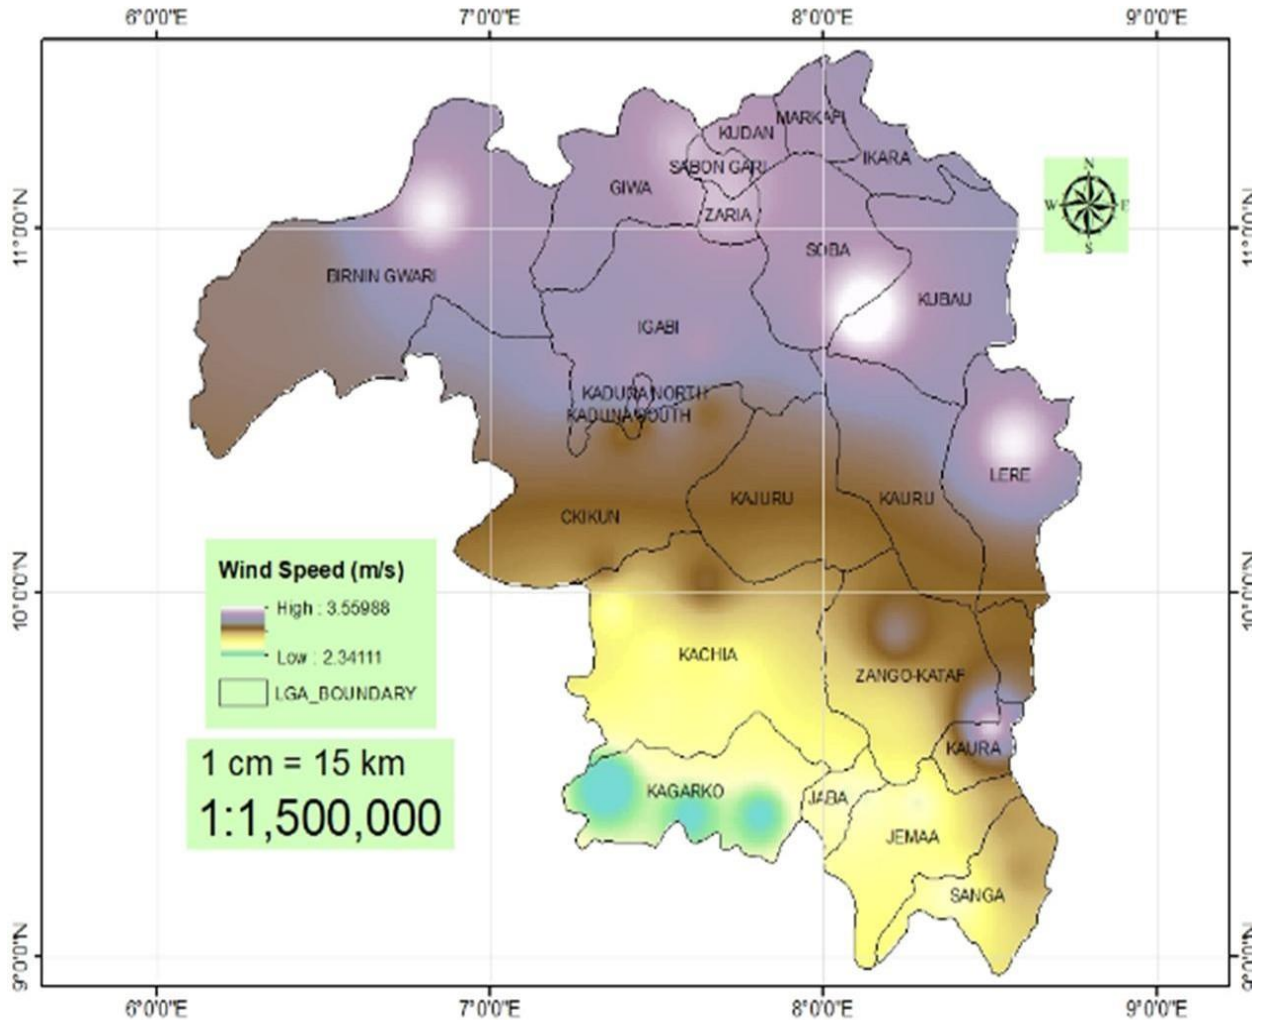 6°0'0"E 7°0'0"E 8°0'0"E 9°0'0"E
MARKAFI
KUDAN
IKARA
SABON GARI
GIWA
ZARIA
N
W E
S
11°0'0"N 11°0'0"N
SOBA
BIRNIN GWARI
KUBAU
IGABI
KADUNA NORTH
KADUNA SOUTH
LERE
KAJURU
KAURU
CKIKUN
Wind Speed (m/s)
High : 3.55988
Low : 2.34111
LGA_BOUNDARY
10°0'0"N 10°0'0"N
KACHIA
ZANGO-KATAF
KAURA
1 cm = 15 km
1:1,500,000
KAGARKO
JABA
JEMAA
SANGA
9°0'0"N 9°0'0"N
6°0'0"E 7°0'0"E 8°0'0"E 9°0'0"E